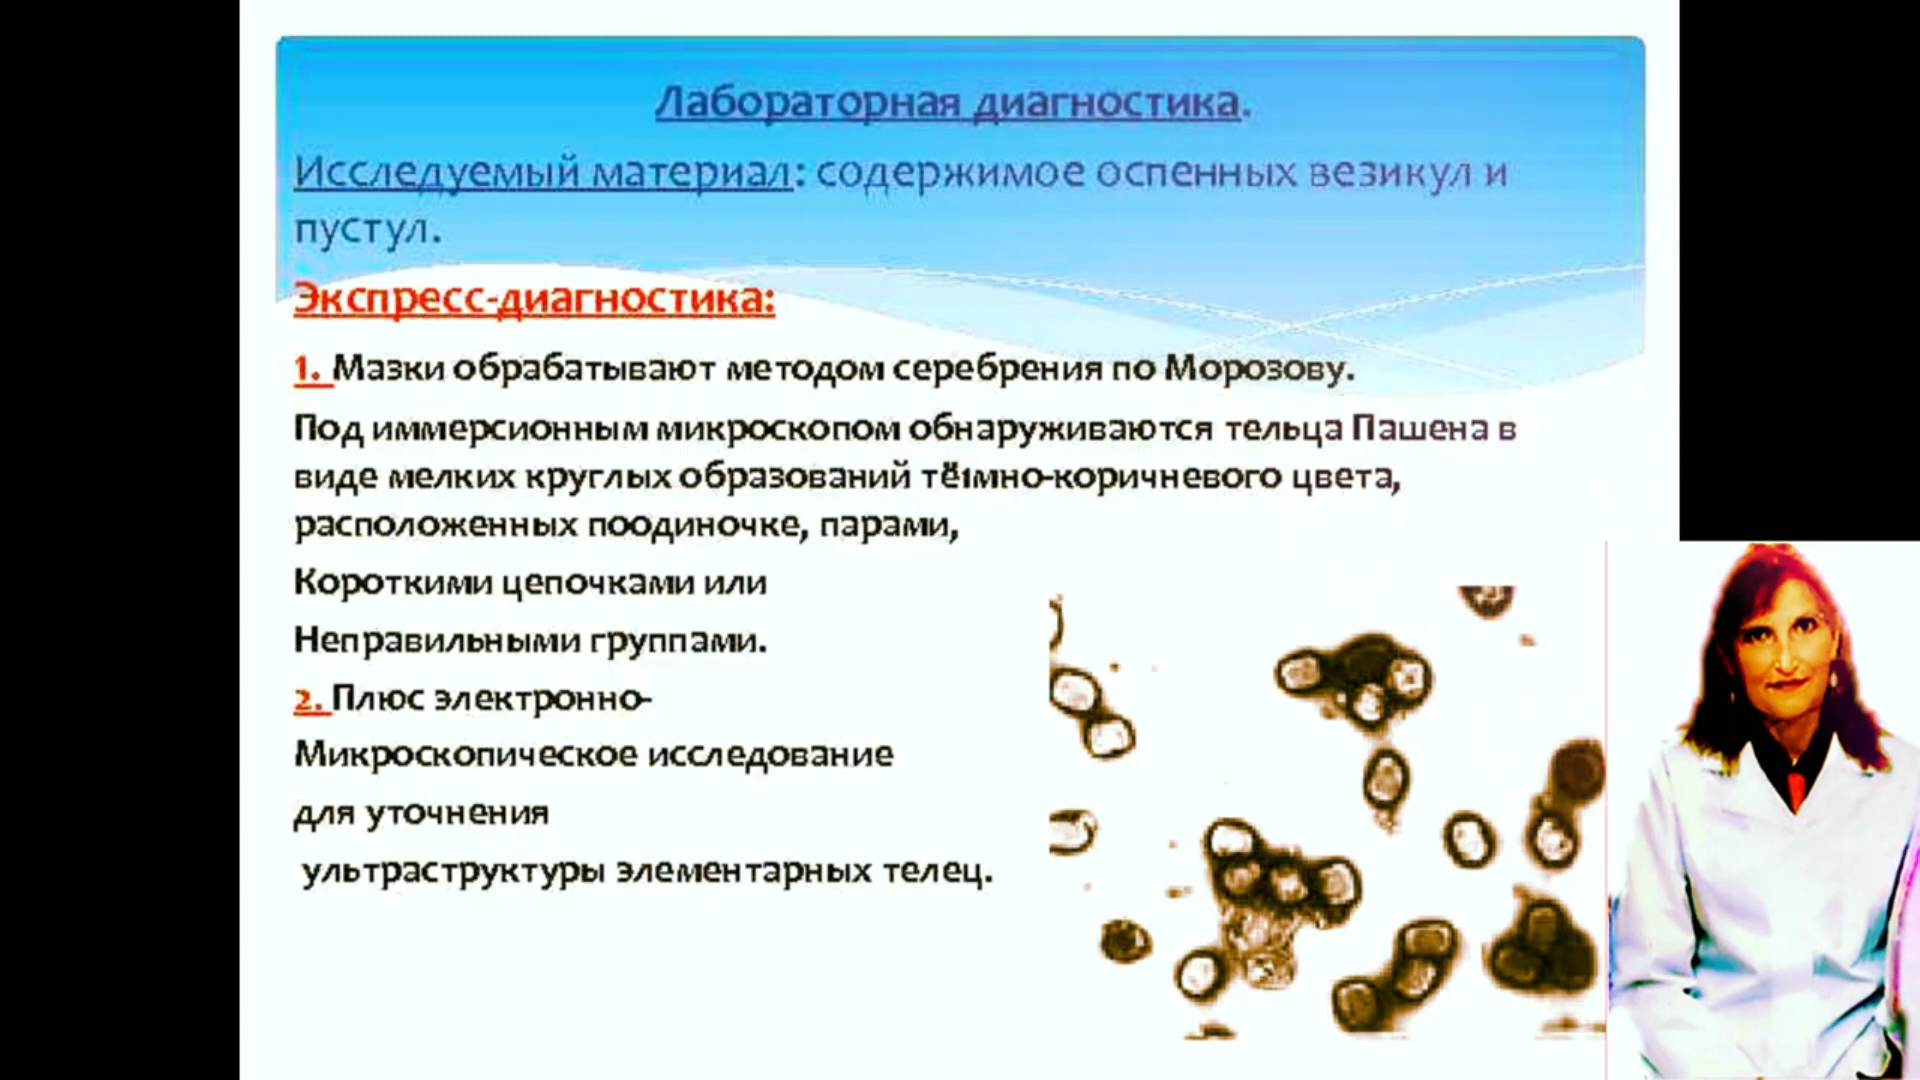 Лабораторная диагностика.
Исследуемый материал: содержимое оспенных везикул и
пустул.
Экспресс-диагностика:
1. Мазки обрабатывают методом серебрения по Морозову.
Под иммерсионным микроскопом обнаруживаются тельца Пашена в
виде мелких круглых образований тё1мно-коричневого цвета,
расположенных поодиночке, парами,
Короткими цепочками или
Неправильными группами.
2. Плюс электронно-
Микроскопическое исследование
для уточнения
ультраструктуры элементарных телец.